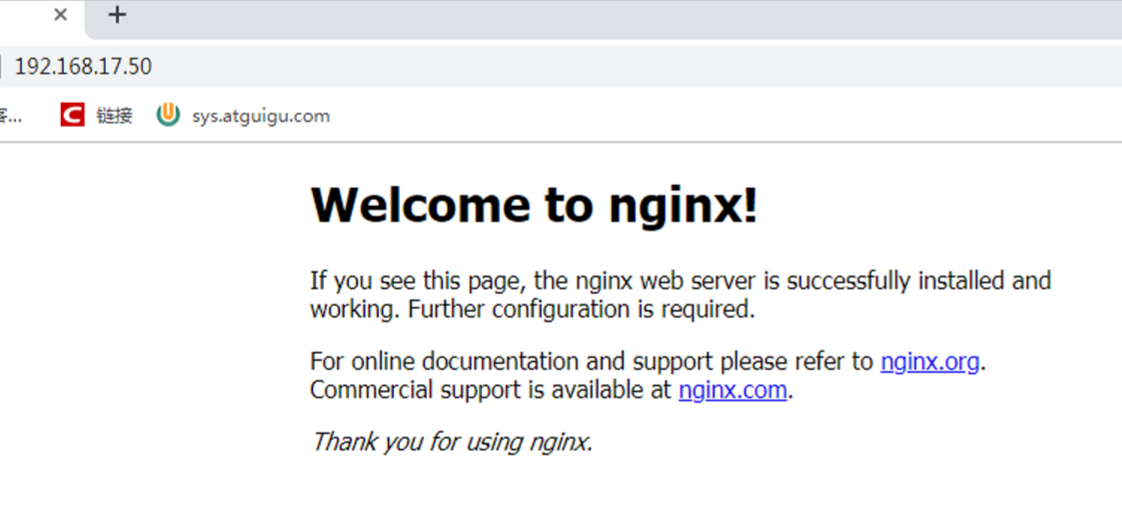 192.168.17.50
链接 sys.atguigu.com
Welcome to nginx!
If you see this page, the nginx web server is successfully installed and
working. Further configuration is required.
For online documentation and support please refer to nginx.org.
Commercial support is available at nginx.com.
Thank you for using nginx.